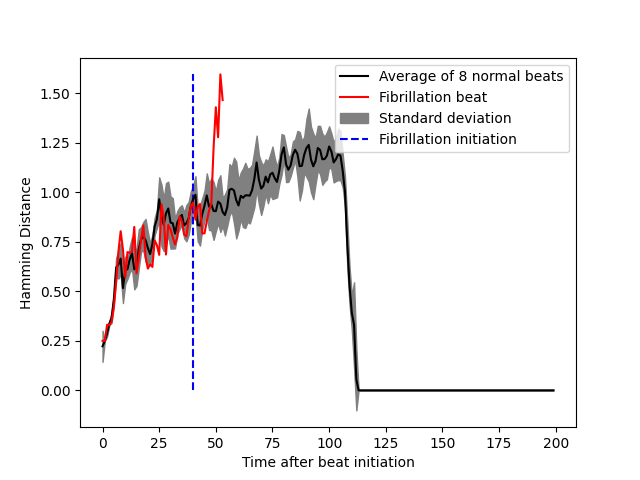 Average of 8 normal beats
Fibrillation beat
Standard deviation
Fibrillation initiation
Hamming Distance
1.50
1.25
1.00
0.75
0.50
0.25
0.00
0 25 50 75 100 125 150 175 200
Time after beat initiation